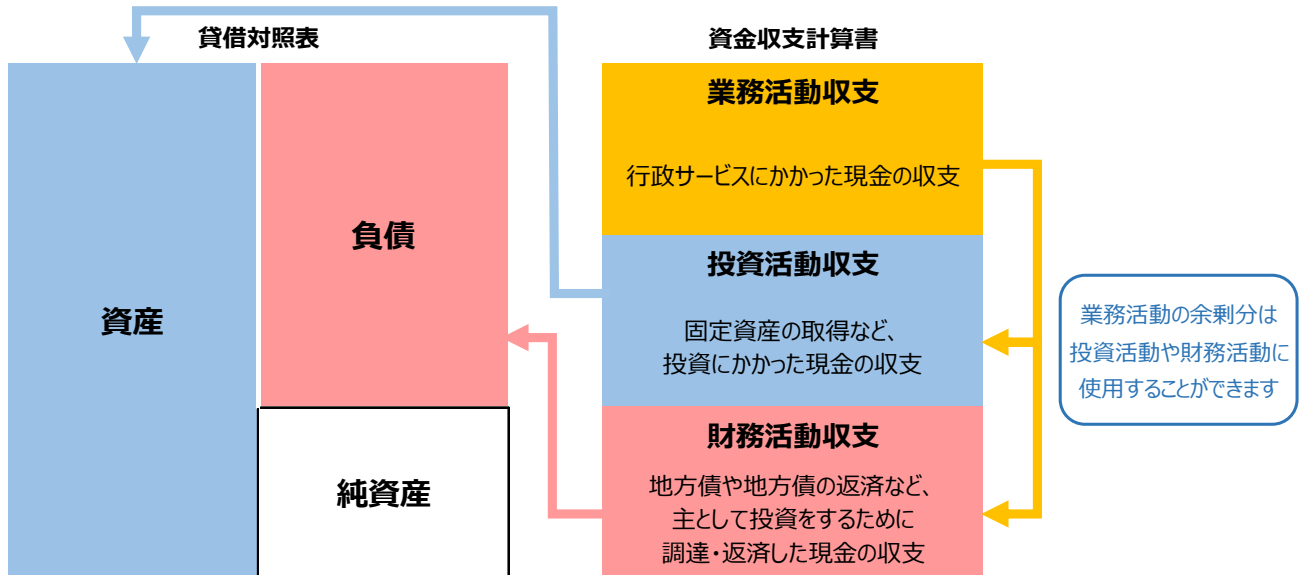 貸借対照表
資産
負債
純資産
資金収支計算書
業務活動収支
行政サービスにかかった現金の収支
投資活動収支
固定資産の取得など、
投資にかかった現金の収支
財務活動収支
地方債や地方債の返済など、
主として投資をするために
調達・返済した現金の収支
業務活動の余剰分は
投資活動や財務活動に
使用することができます